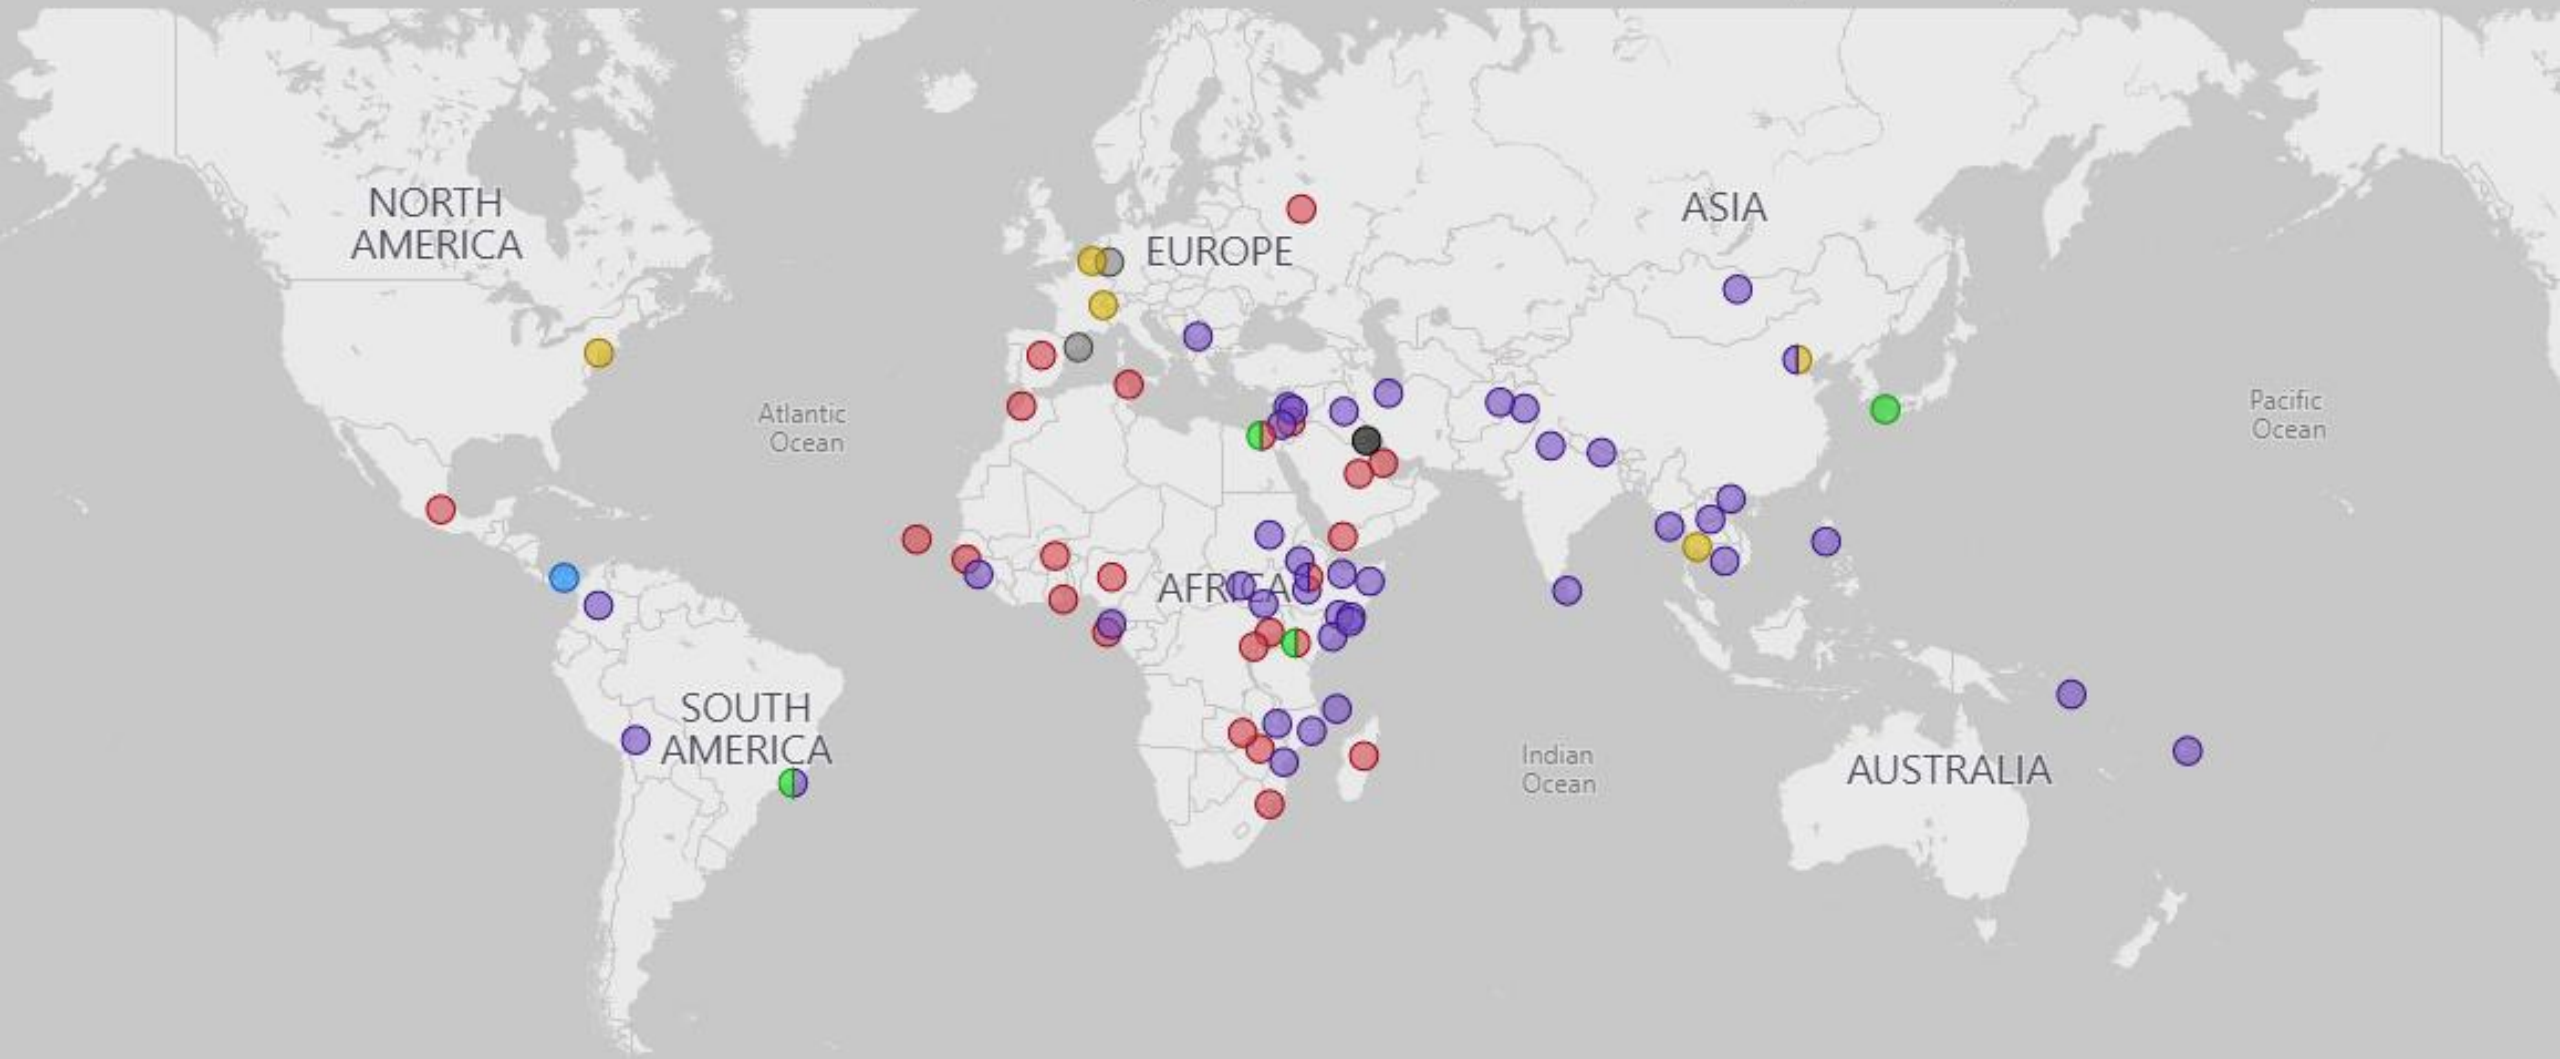 NORTH
AMERICA
ASIA
EUROPE
Atlantic
Ocean
Pacific
Ocean
AFRICA
SOUTH
AMERICA
Indian
Ocean
AUSTRALIA